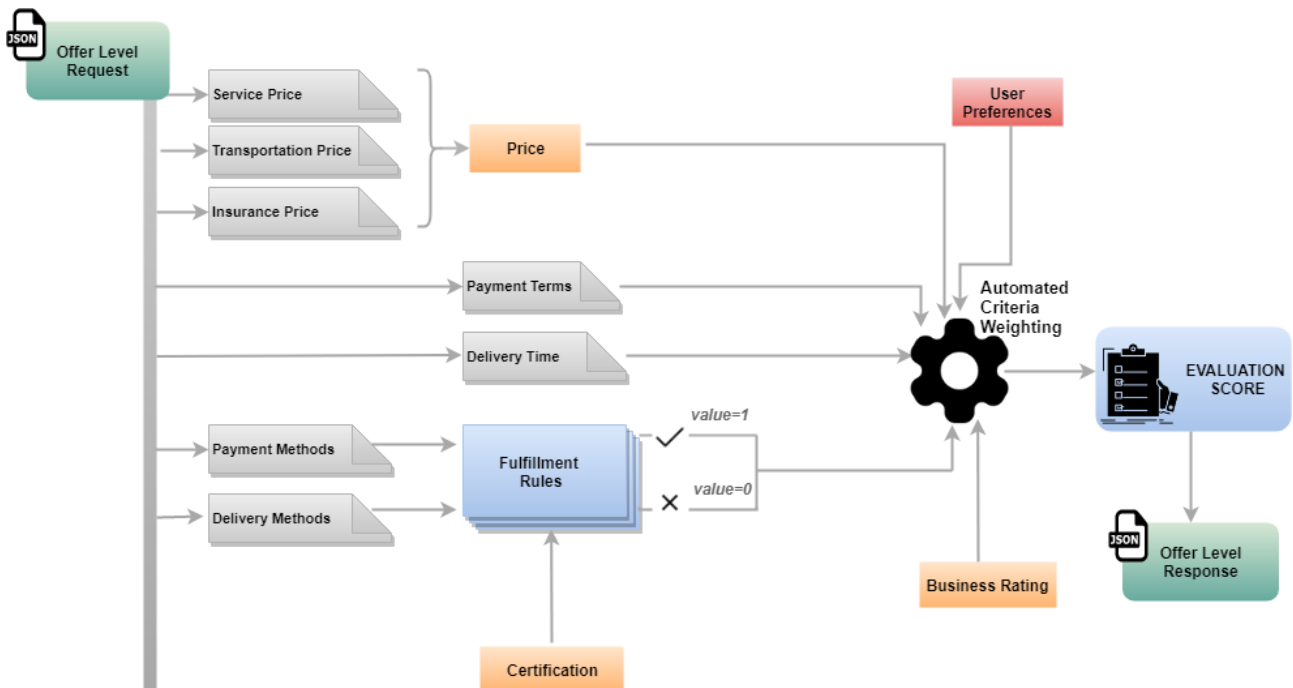 JSON
Offer Level
Request
Service Price
Transportation Price
Insurance Price
Price
User
Preferences
Payment Terms
Delivery Time
Automated
Criteria
Weighting
EVALUATION
SCORE
Payment Methods
Delivery Methods
Fulfillment
Rules
value=1
value=0
Business Rating
Certification
JSON
Offer Level
Response